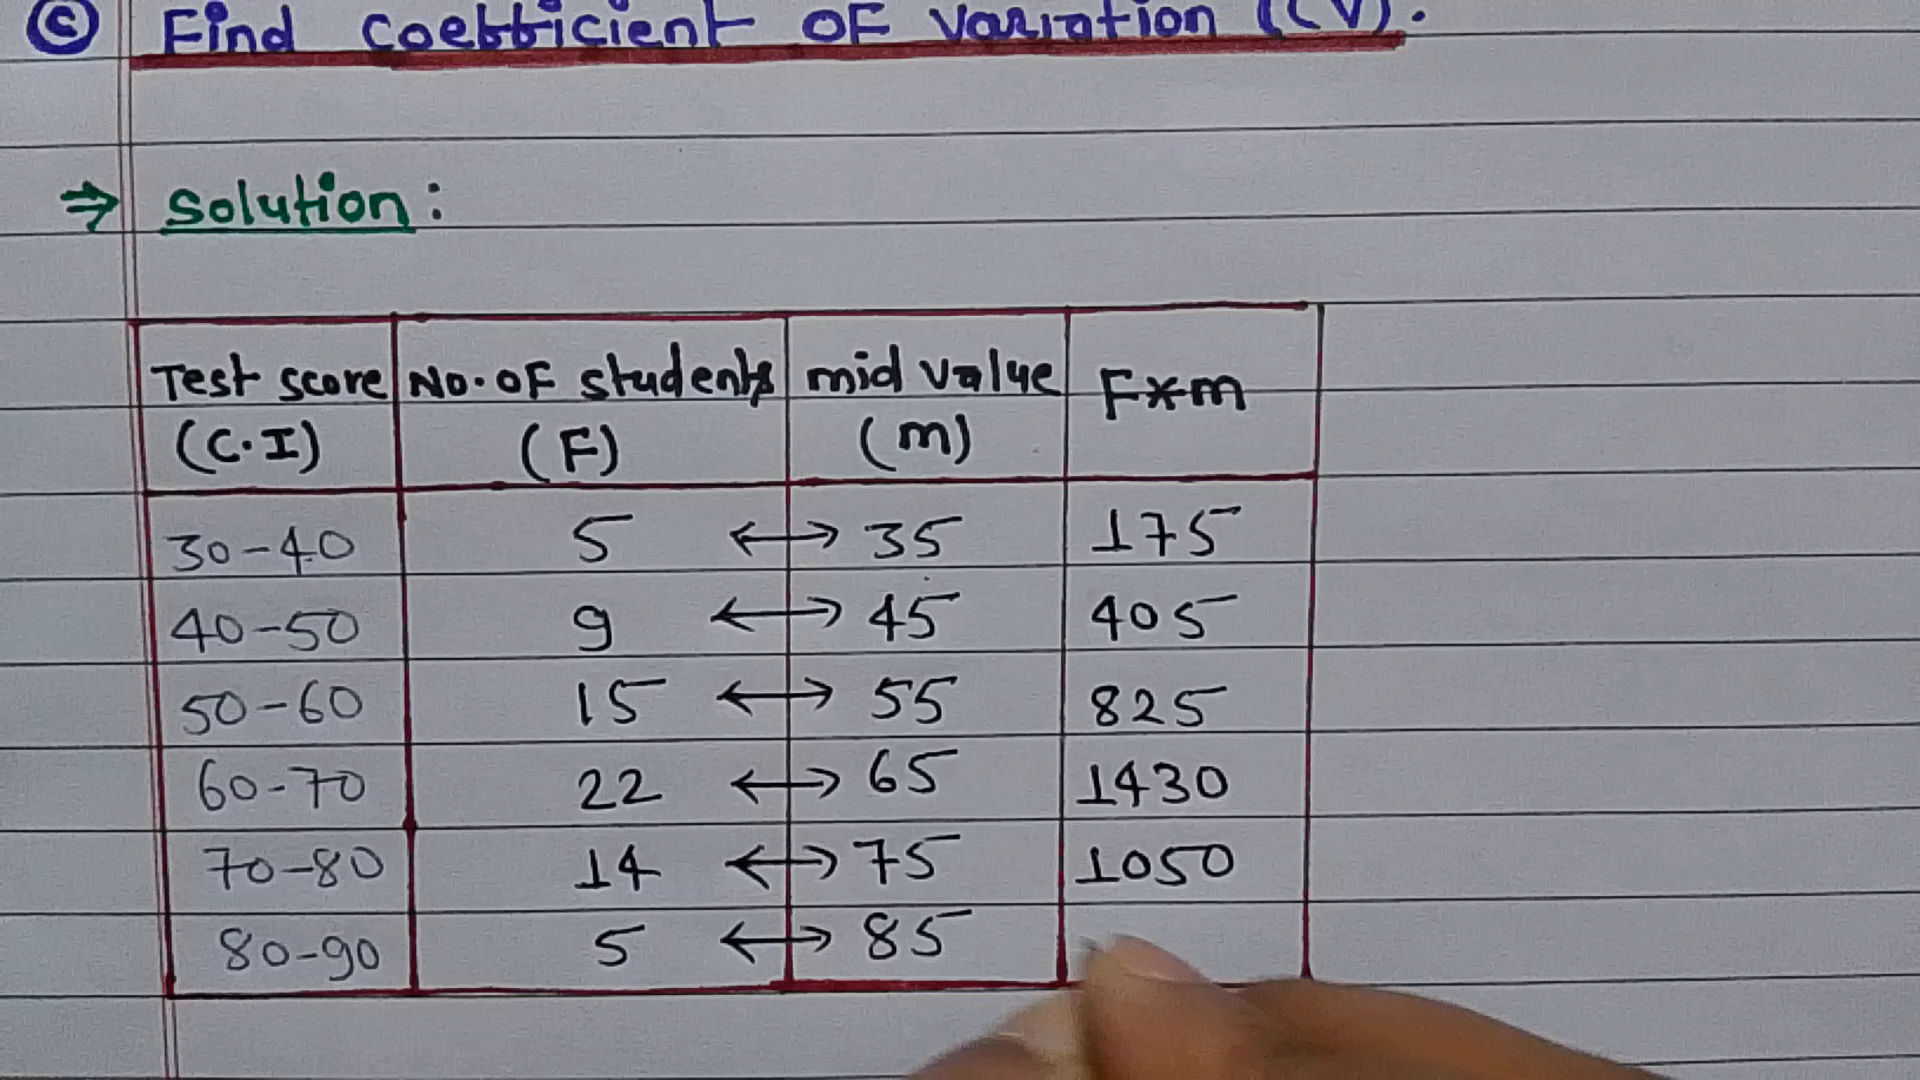 C Find coefficient OF variation (CV).
⇒ Solution:
Test score No. OF students mid value F*m
(C.I) (F) (m)
30-40 5 ↔ 35 175
40-50 9 ↔ 45 405
50-60 15 ↔ 55 825
60-70 22 ↔ 65 1430
70-80 14 ↔ 75 1050
80-90 5 ↔ 85